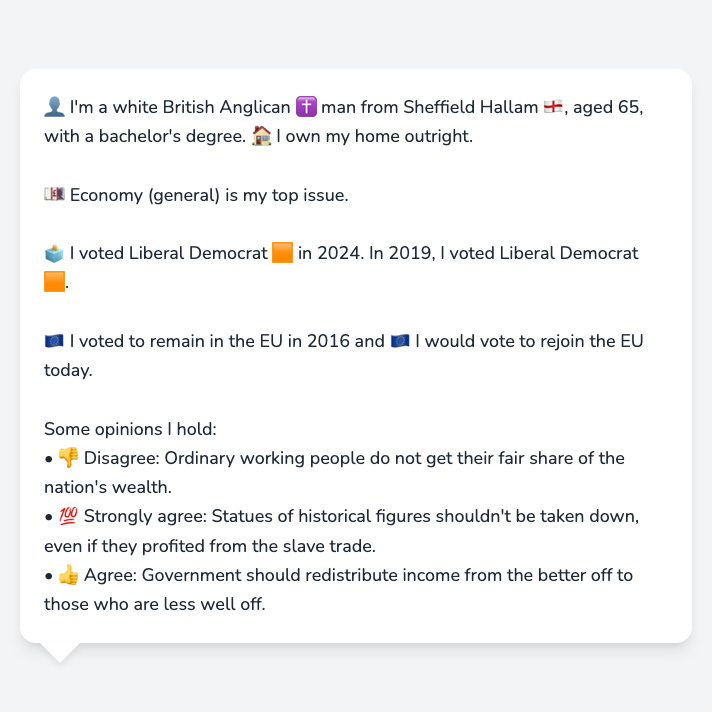 👤 I'm a white British Anglican ✝️ man from Sheffield Hallam 🏴󠁧󠁢󠁥󠁮󠁧󠁿, aged 65,
with a bachelor's degree. 🏠 I own my home outright.
💷 Economy (general) is my top issue.
🗳️ I voted Liberal Democrat 🟧 in 2024. In 2019, I voted Liberal Democrat
🟧.
🇪🇺 I voted to remain in the EU in 2016 and 🇪🇺 I would vote to rejoin the EU
today.
Some opinions I hold:
• 👎 Disagree: Ordinary working people do not get their fair share of the
nation's wealth.
• 💯 Strongly agree: Statues of historical figures shouldn't be taken down,
even if they profited from the slave trade.
• 👍 Agree: Government should redistribute income from the better off to
those who are less well off.